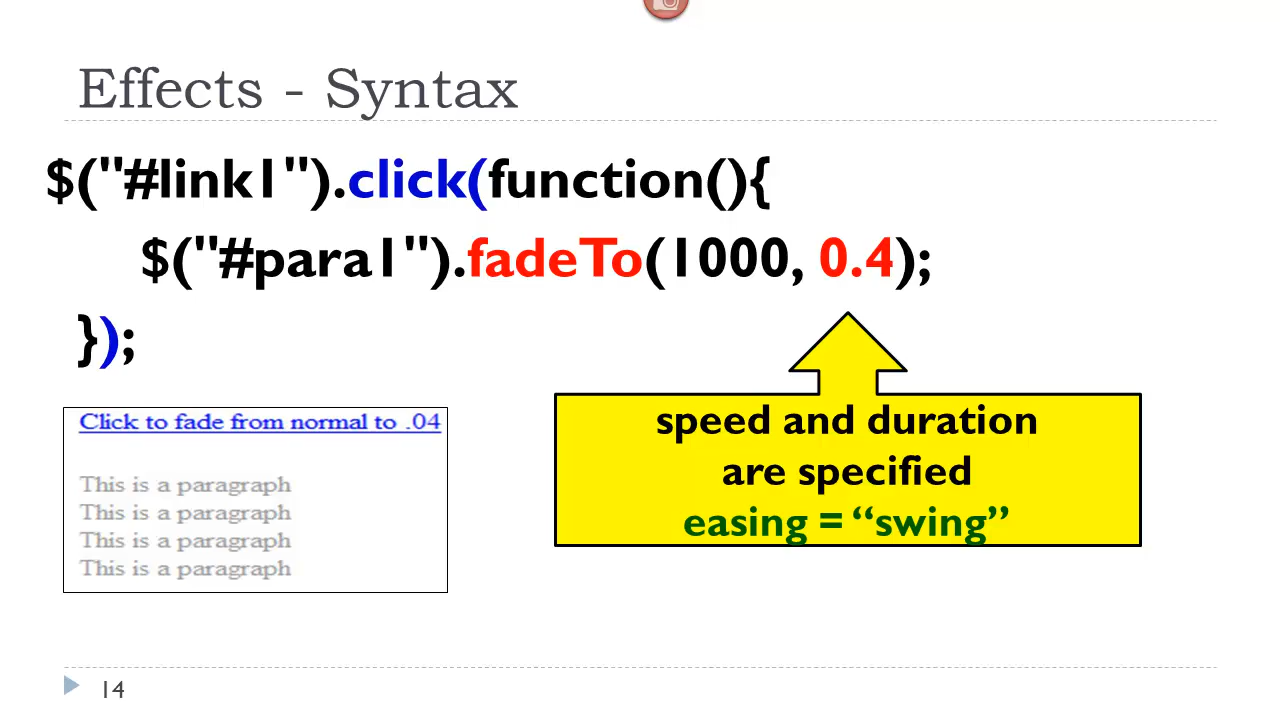 Effects - Syntax
$("#link1").click(function(){
$("#para1").fadeTo(1000, 0.4);
});
Click to fade from normal to .04
This is a paragraph
This is a paragraph
This is a paragraph
This is a paragraph
speed and duration
are specified
easing = “swing”
14